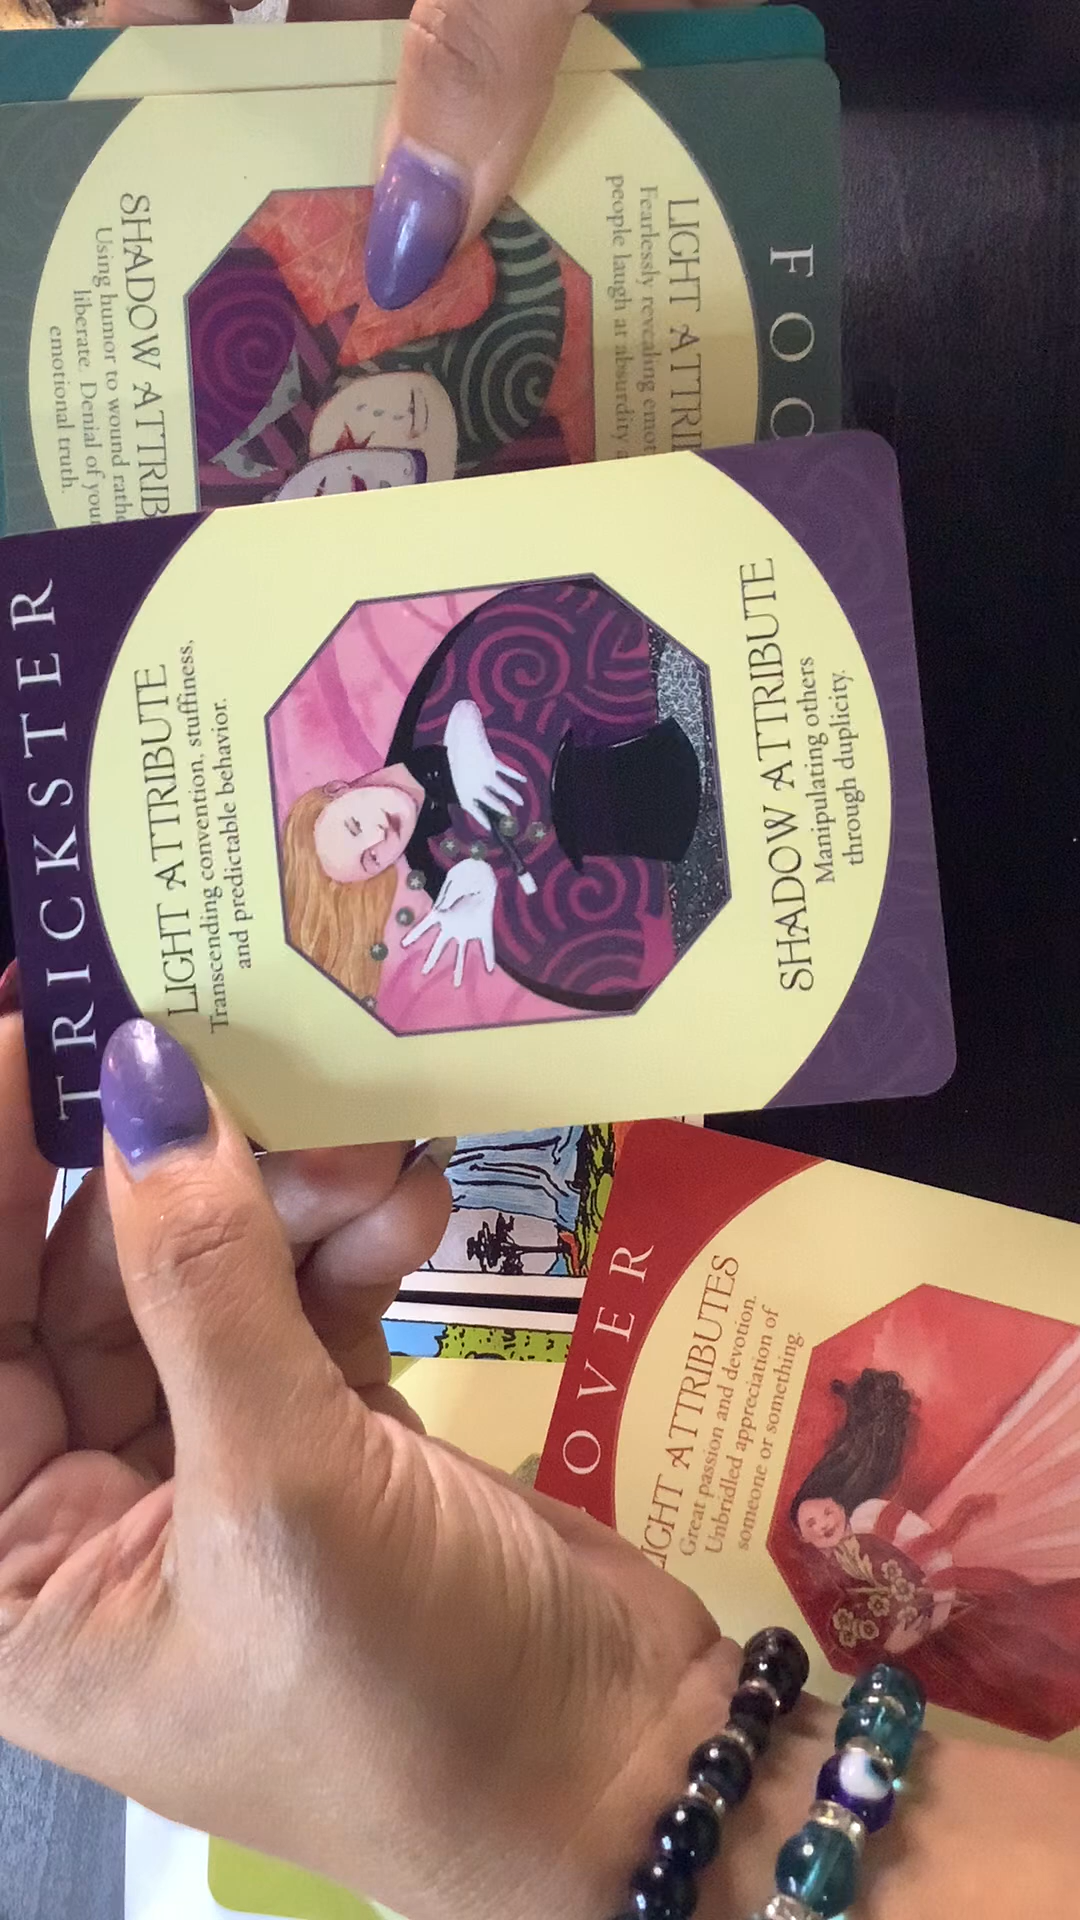 TRICKSTER
LIGHT ATTRIBUTE
Transcending convention, stuffiness,
and predictable behavior.
SHADOW ATTRIBUTE
Manipulating others
through duplicity.
LIGHT ATTRI
Fearlessly revealing emot
people laugh at absurdity
SHADOW ATTRIB
Using humor to wound rath
liberate. Denial of your
emotional truth.
FOO
OVER
LIGHT ATTRIBUTES
Great passion and devotion.
Unbridled appreciation of
someone or something.